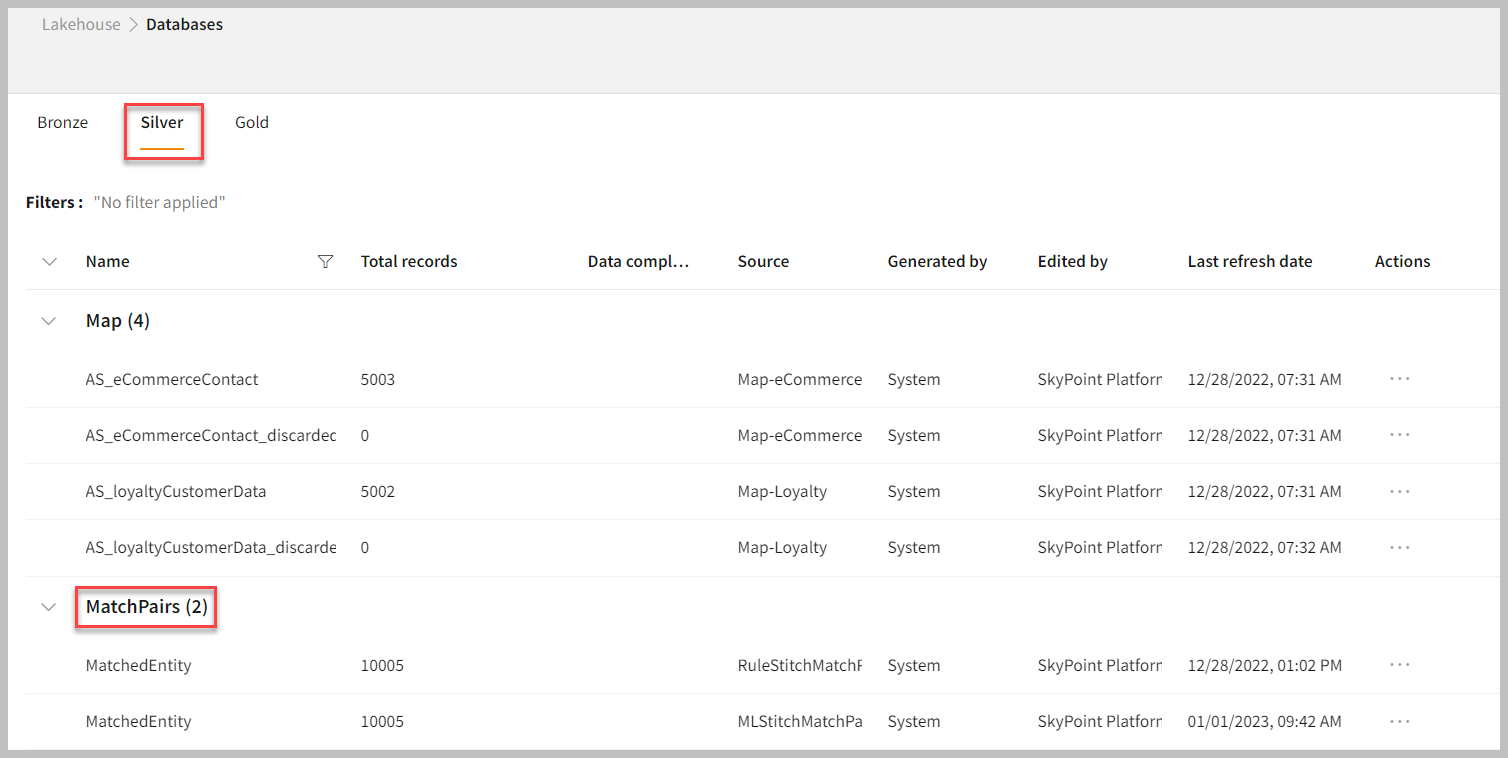 Lakehouse > Databases
Bronze Silver Gold
Filters : "No filter applied"
Name Total records Data compl... Source Generated by Edited by Last refresh date Actions
Map (4)
AS_eCommerceContact 5003 Map-eCommerce System SkyPoint Platforr 12/28/2022, 07:31 AM ...
AS_eCommerceContact_discarded 0 Map-eCommerce System SkyPoint Platforr 12/28/2022, 07:31 AM ...
AS_loyaltyCustomerData 5002 Map-Loyalty System SkyPoint Platforr 12/28/2022, 07:31 AM ...
AS_loyaltyCustomerData_discarde 0 Map-Loyalty System SkyPoint Platforr 12/28/2022, 07:32 AM ...
MatchPairs (2)
MatchedEntity 10005 RuleStitchMatchP System SkyPoint Platforr 12/28/2022, 01:02 PM ...
MatchedEntity 10005 MLStitchMatchPa System SkyPoint Platforr 01/01/2023, 09:42 AM ...